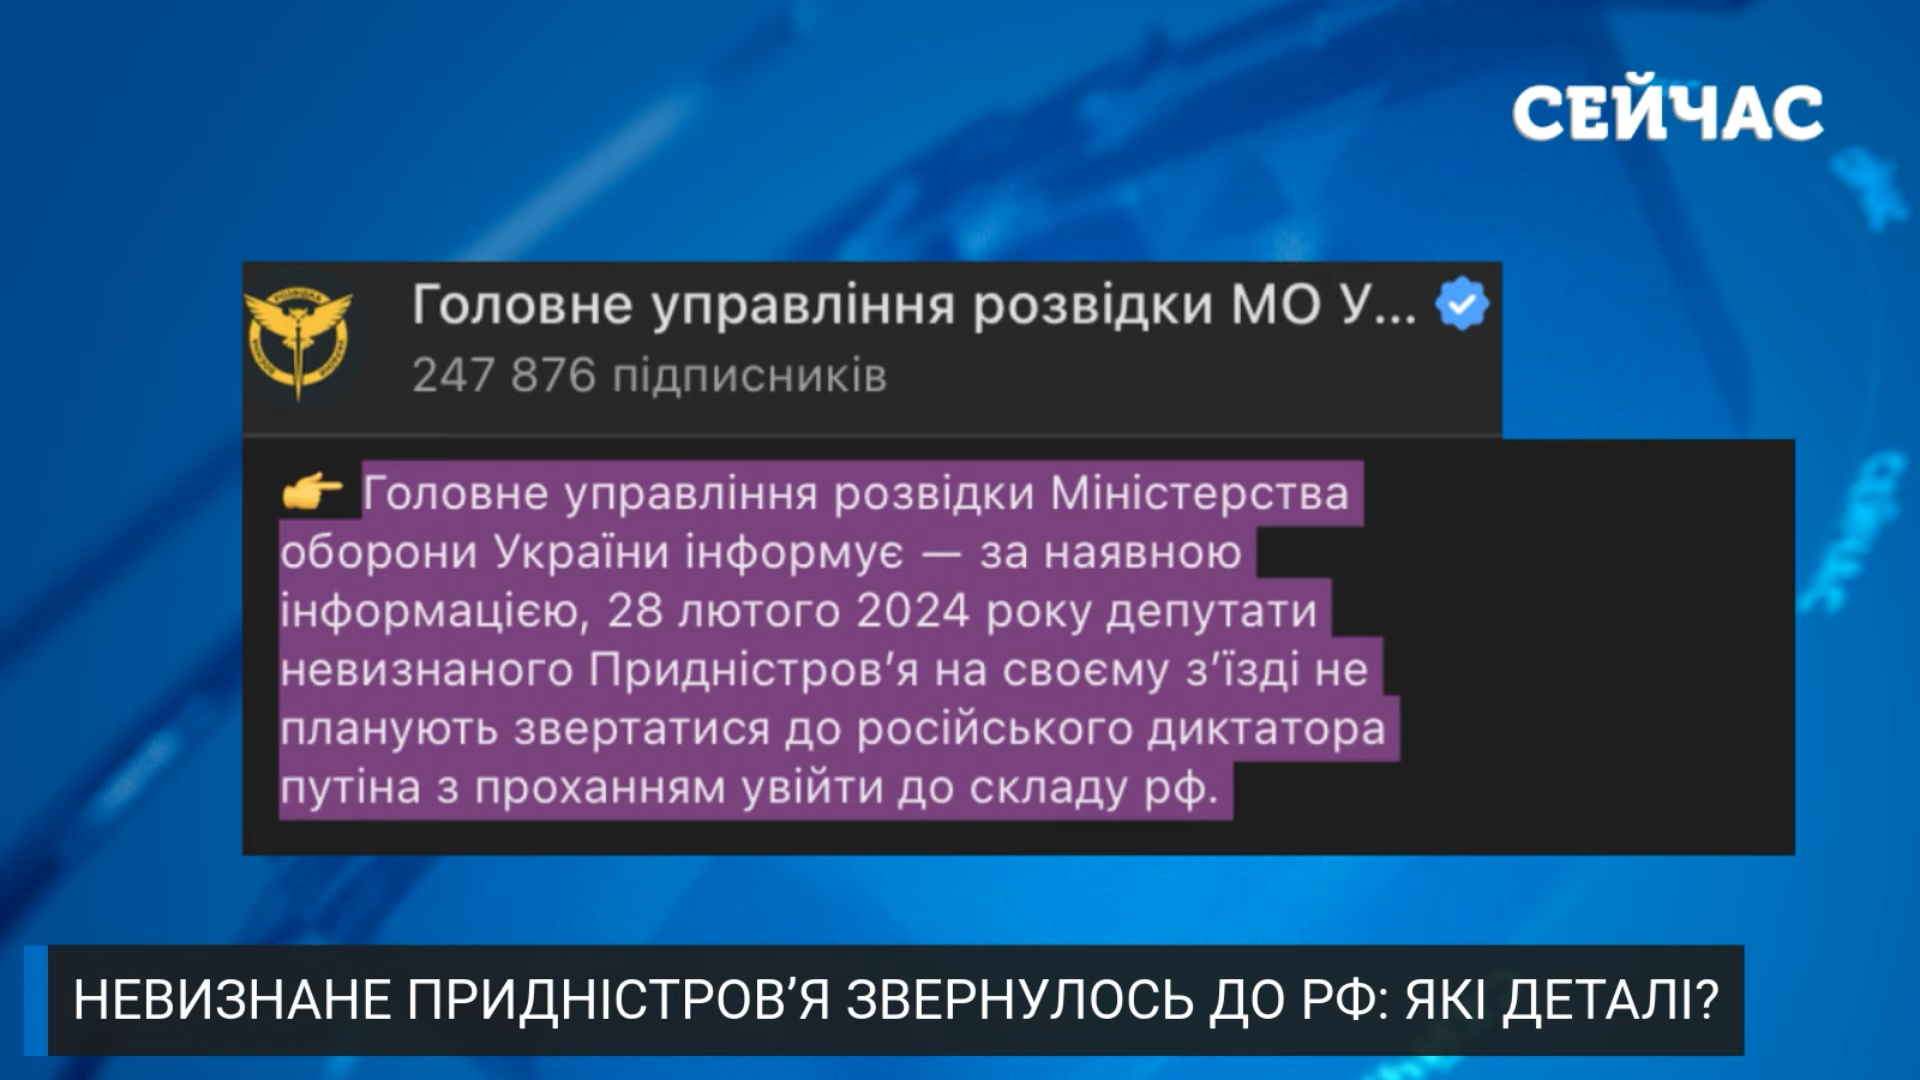 СЕЙЧАС
Головне управління розвідки МО У...
247 876 підписників
👉 Головне управління розвідки Міністерства
оборони України інформує — за наявною
інформацією, 28 лютого 2024 року депутати
невизнаного Придністров’я на своєму з’їзді не
планують звертатися до російського диктатора
путіна з проханням увійти до складу рф.
НЕВИЗНАНЕ ПРИДНІСТРОВ’Я ЗВЕРНУЛОСЬ ДО РФ: ЯКІ ДЕТАЛІ?